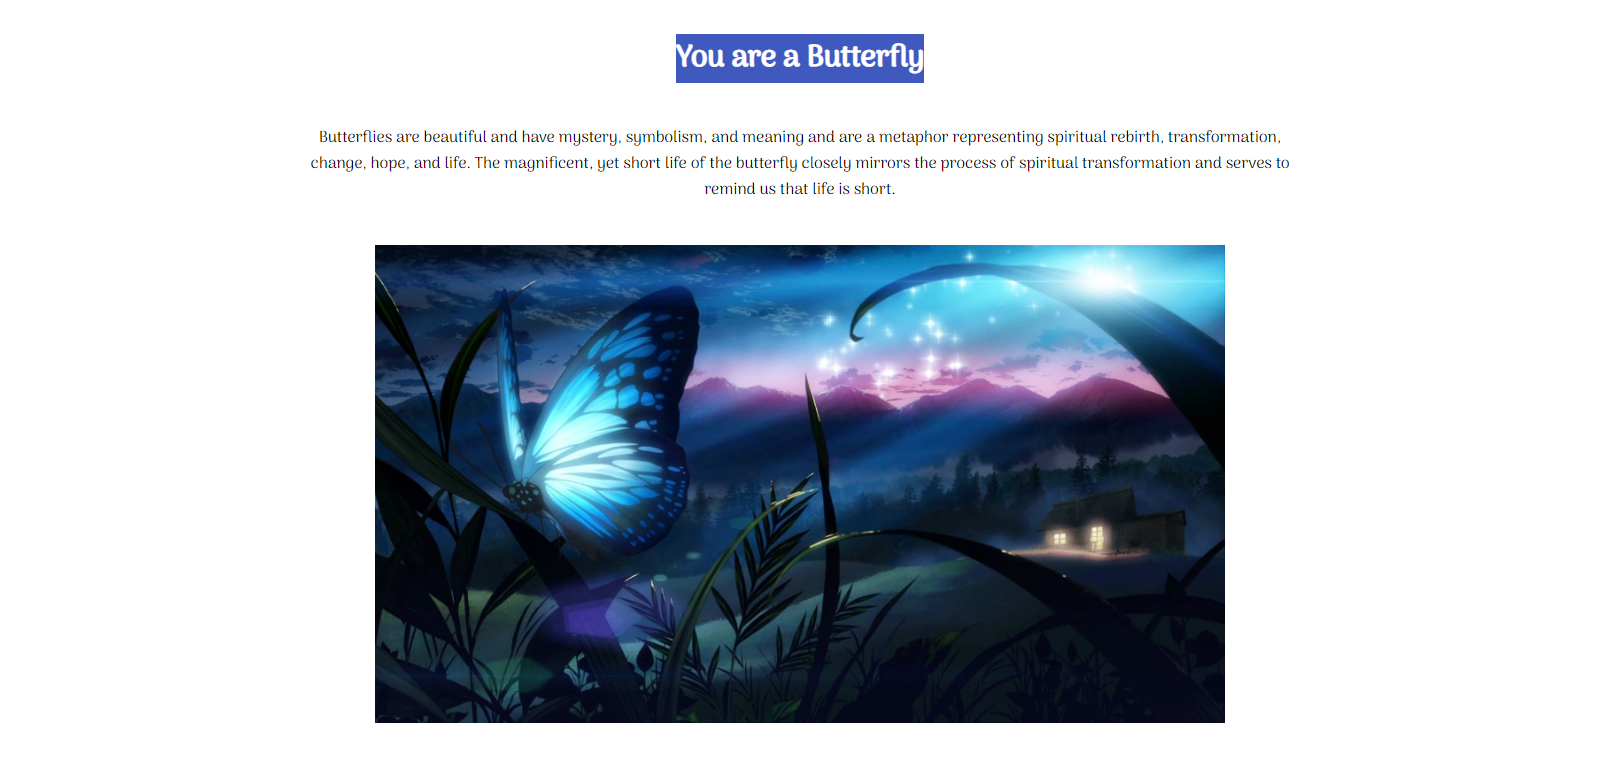 You are a Butterfly
Butterflies are beautiful and have mystery, symbolism, and meaning and are a metaphor representing spiritual rebirth, transformation,
change, hope, and life. The magnificent, yet short life of the butterfly closely mirrors the process of spiritual transformation and serves to
remind us that life is short.